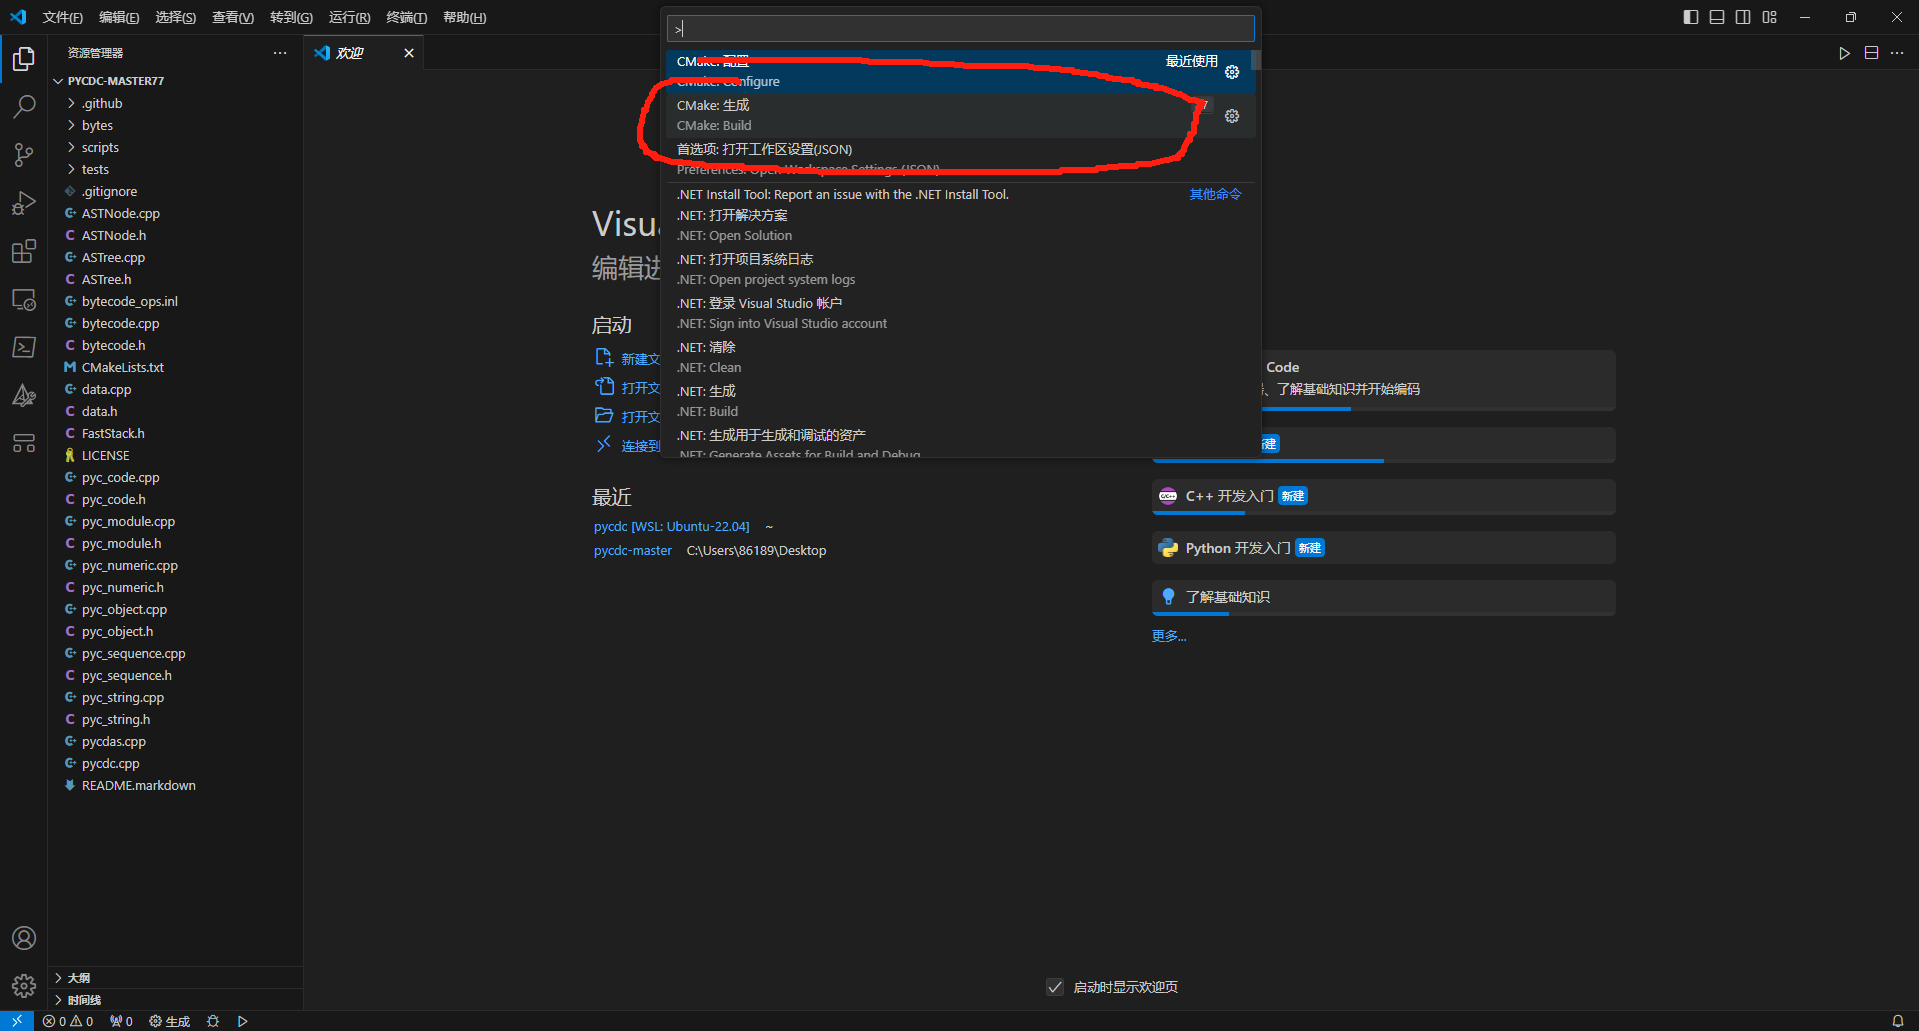 文件(F) 编辑(E) 选择(S) 查看(V) 转到(G) 运行(R) 终端(T) 帮助(H)
>
资源管理器
欢迎
PYCDC-MASTER77
.github
bytes
scripts
tests
.gitignore
ASTNode.cpp
ASTNode.h
ASTree.cpp
ASTree.h
bytecode_ops.inl
bytecode.cpp
bytecode.h
CMakeLists.txt
data.cpp
data.h
FastStack.h
LICENSE
pyc_code.cpp
pyc_code.h
pyc_module.cpp
pyc_module.h
pyc_numeric.cpp
pyc_numeric.h
pyc_object.cpp
pyc_object.h
pyc_sequence.cpp
pyc_sequence.h
pyc_string.cpp
pyc_string.h
pycdas.cpp
pycdc.cpp
README.markdown
大纲
时间线
CMake: 配置 最近使用
CMake: Configure
CMake: 生成 7
CMake: Build
首选项: 打开工作区设置(JSON)
Preferences: Open Workspace Settings (JSON)
.NET Install Tool: Report an issue with the .NET Install Tool. 其他命令
.NET: 打开解决方案
.NET: Open Solution
.NET: 打开项目系统日志
.NET: Open project system logs
.NET: 登录 Visual Studio 帐户
.NET: Sign into Visual Studio account
.NET: 清除
.NET: Clean
.NET: 生成
.NET: Build
.NET: 生成用于生成和调试的资产
.NET: Generate Assets for Build and Debug
Visu
编辑进
启动
新建文
打开文
打开文
连接到
最近
pycdc [WSL: Ubuntu-22.04] ~
pycdc-master C:\Users\86189\Desktop
Code
、了解基础知识并开始编码
建
C++ 开发入门 新建
Python 开发入门 新建
了解基础知识
更多...
启动时显示欢迎页
0 0 0 生成